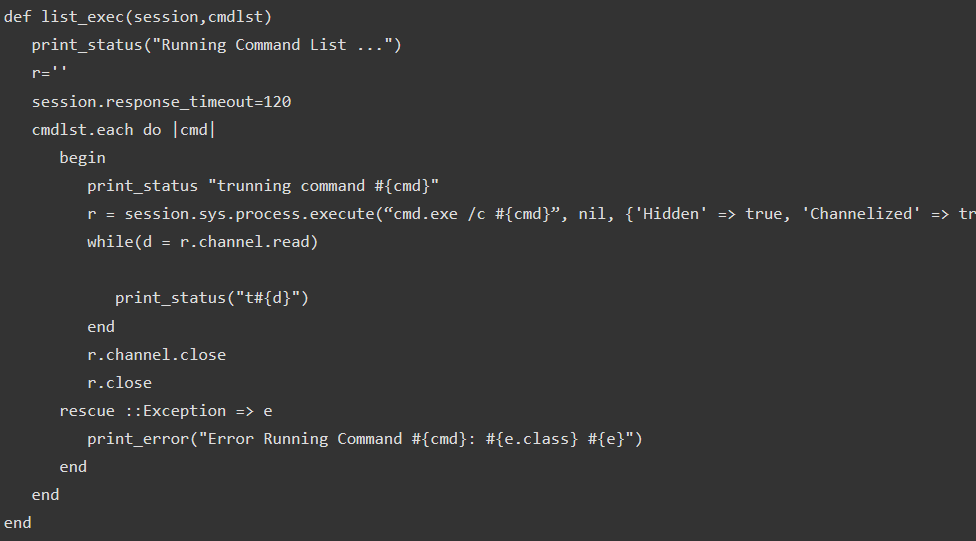 def list_exec(session,cmdlst)
print_status("Running Command List ...")
r=''
session.response_timeout=120
cmdlst.each do |cmd|
begin
print_status "trunning command #{cmd}"
r = session.sys.process.execute(“cmd.exe /c #{cmd}”, nil, {'Hidden' => true, 'Channelized' => tr
while(d = r.channel.read)
print_status("t#{d}")
end
r.channel.close
r.close
rescue ::Exception => e
print_error("Error Running Command #{cmd}: #{e.class} #{e}")
end
end
end